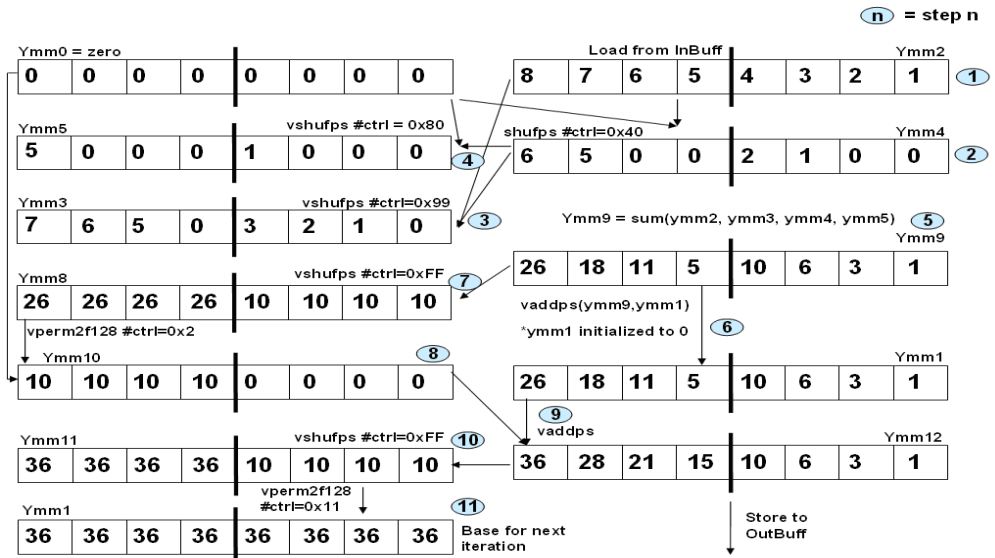 n = step n
Ymm0 = zero
0 0 0 0 0 0 0 0
Load from InBuff
Ymm2
8 7 6 5 4 3 2 1
1
Ymm5
vshufps #ctrl = 0x80
5 0 0 0 1 0 0 0
4
shufps #ctrl=0x40
Ymm4
6 5 0 0 2 1 0 0
2
Ymm3
vshufps #ctrl=0x99
7 6 5 0 3 2 1 0
3
Ymm9 = sum(ymm2, ymm3, ymm4, ymm5)
5
Ymm9
26 18 11 5 10 6 3 1
Ymm8
vshufps #ctrl=0xFF
7
26 26 26 26 10 10 10 10
vaddps(ymm9,ymm1)
*ymm1 initialized to 0
6
vperm2f128 #ctrl=0x2
Ymm10
8
10 10 10 10 0 0 0 0
Ymm1
26 18 11 5 10 6 3 1
9
vaddps
Ymm11
vshufps #ctrl=0xFF
10
36 36 36 36 10 10 10 10
Ymm12
36 28 21 15 10 6 3 1
vperm2f128
#ctrl=0x11
11
Ymm1
36 36 36 36 36 36 36 36
Base for next
iteration
Store to
OutBuff